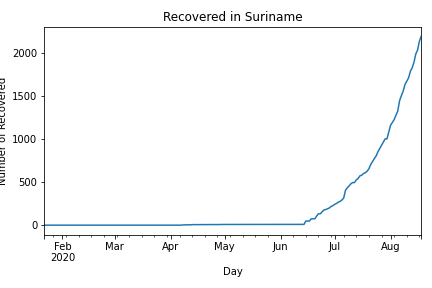 Recovered in Suriname
Number of Recovered
2000
1500
1000
500
0
Feb
2020
Mar
Apr
May
Jun
Jul
Aug
Day